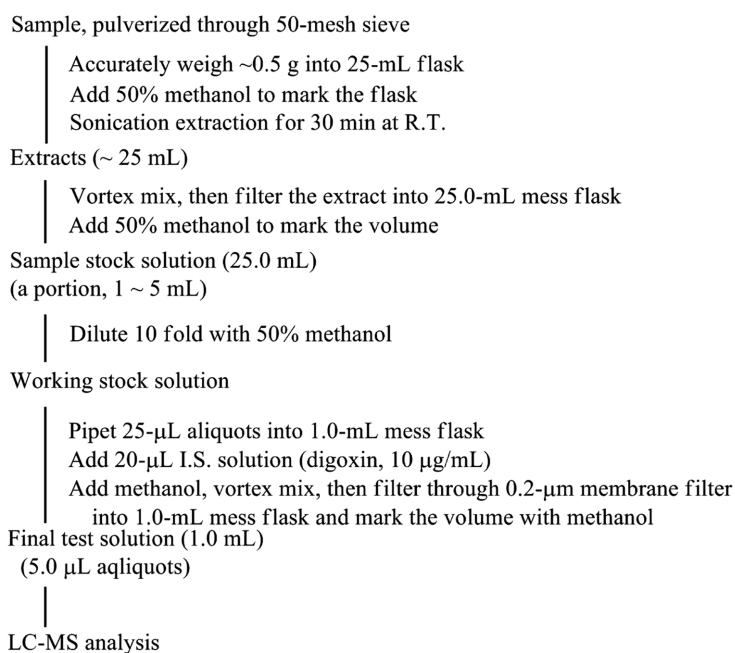 Sample, pulverized through 50-mesh sieve
Accurately weigh ~0.5 g into 25-mL flask
Add 50% methanol to mark the flask
Sonication extraction for 30 min at R.T.
Extracts (~ 25 mL)
Vortex mix, then filter the extract into 25.0-mL mess flask
Add 50% methanol to mark the volume
Sample stock solution (25.0 mL)
(a portion, 1 ~ 5 mL)
Dilute 10 fold with 50% methanol
Working stock solution
Pipet 25-μL aliquots into 1.0-mL mess flask
Add 20-μL I.S. solution (digoxin, 10 μg/mL)
Add methanol, vortex mix, then filter through 0.2-μm membrane filter
into 1.0-mL mess flask and mark the volume with methanol
Final test solution (1.0 mL)
(5.0 μL aqliquots)
LC-MS analysis